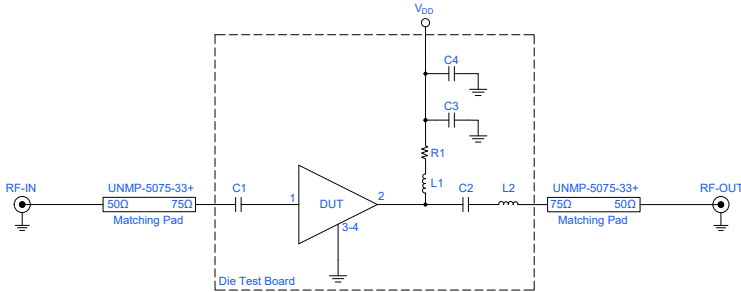 VDD
C4
C3
R1
L1
RF-IN
UNMP-5075-33+
C1
1
DUT
2
C2
L2
UNMP-5075-33+
RF-OUT
50Ω 75Ω
75Ω 50Ω
Matching Pad
3-4
Matching Pad
Die Test Board